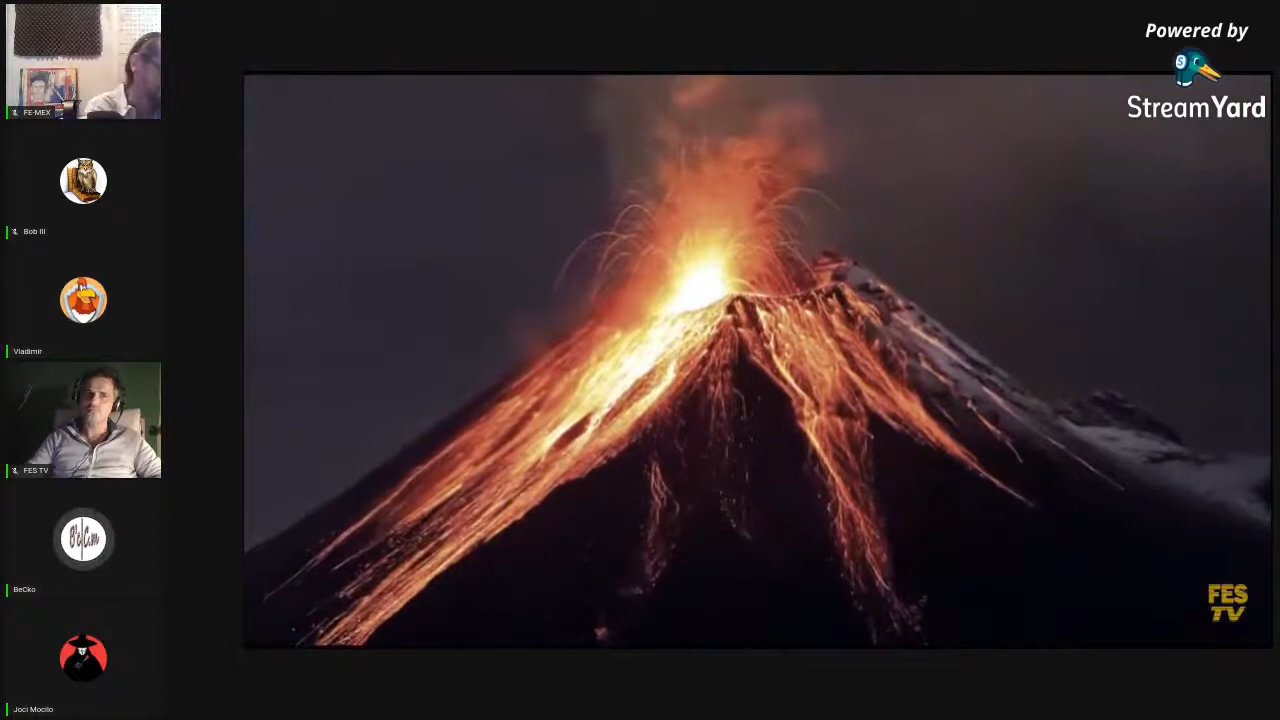 Powered by
StreamYard
FE-MEX
Bob III
Vladimir
FES TV
BeCko
Joci Mocilo
FES
TV